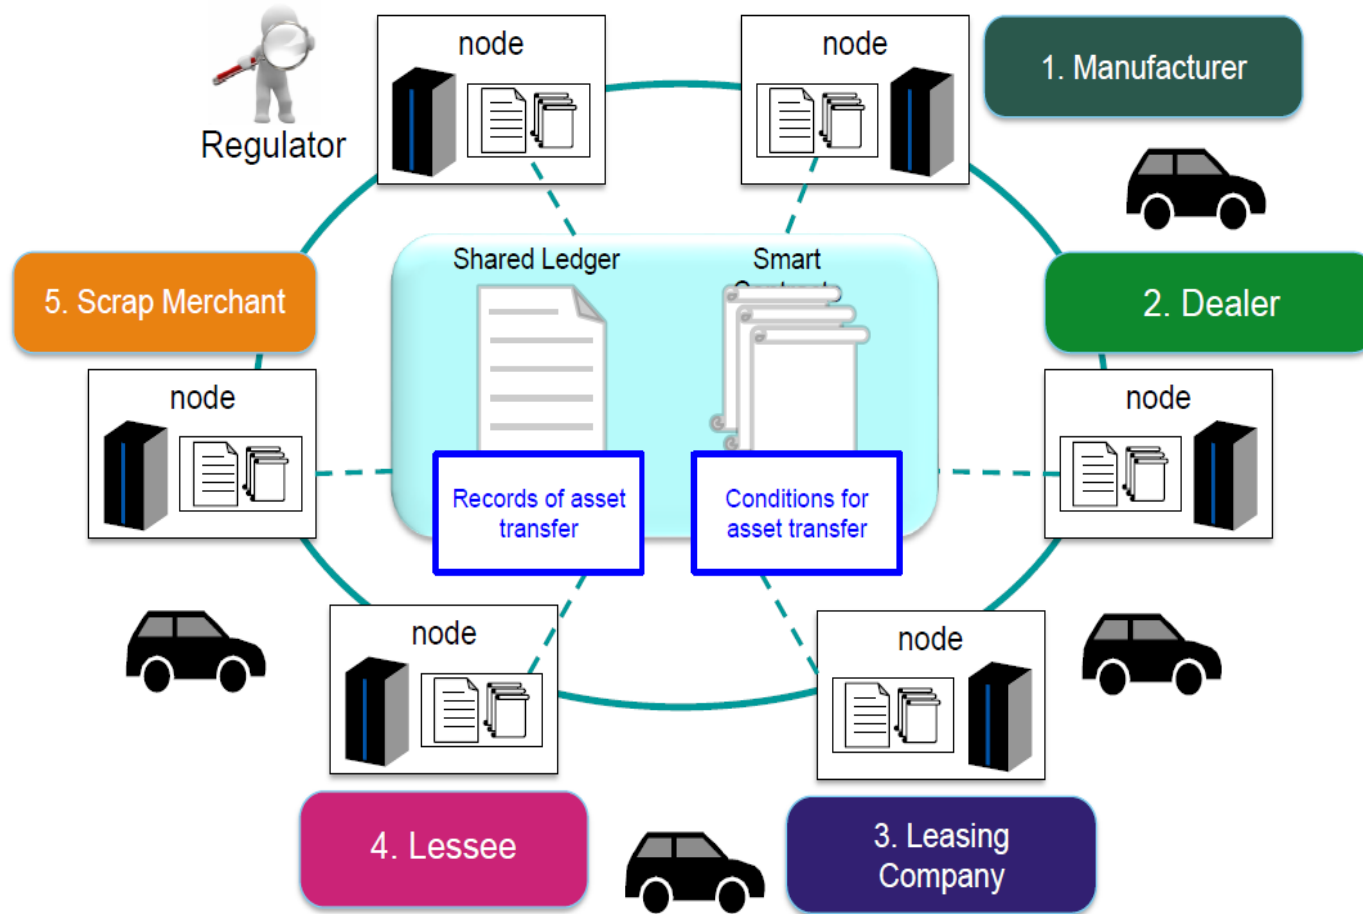 node
node
1. Manufacturer
Regulator
Shared Ledger
Smart
5. Scrap Merchant
2. Dealer
node
node
Records of asset
transfer
Conditions for
asset transfer
node
node
4. Lessee
3. Leasing
Company